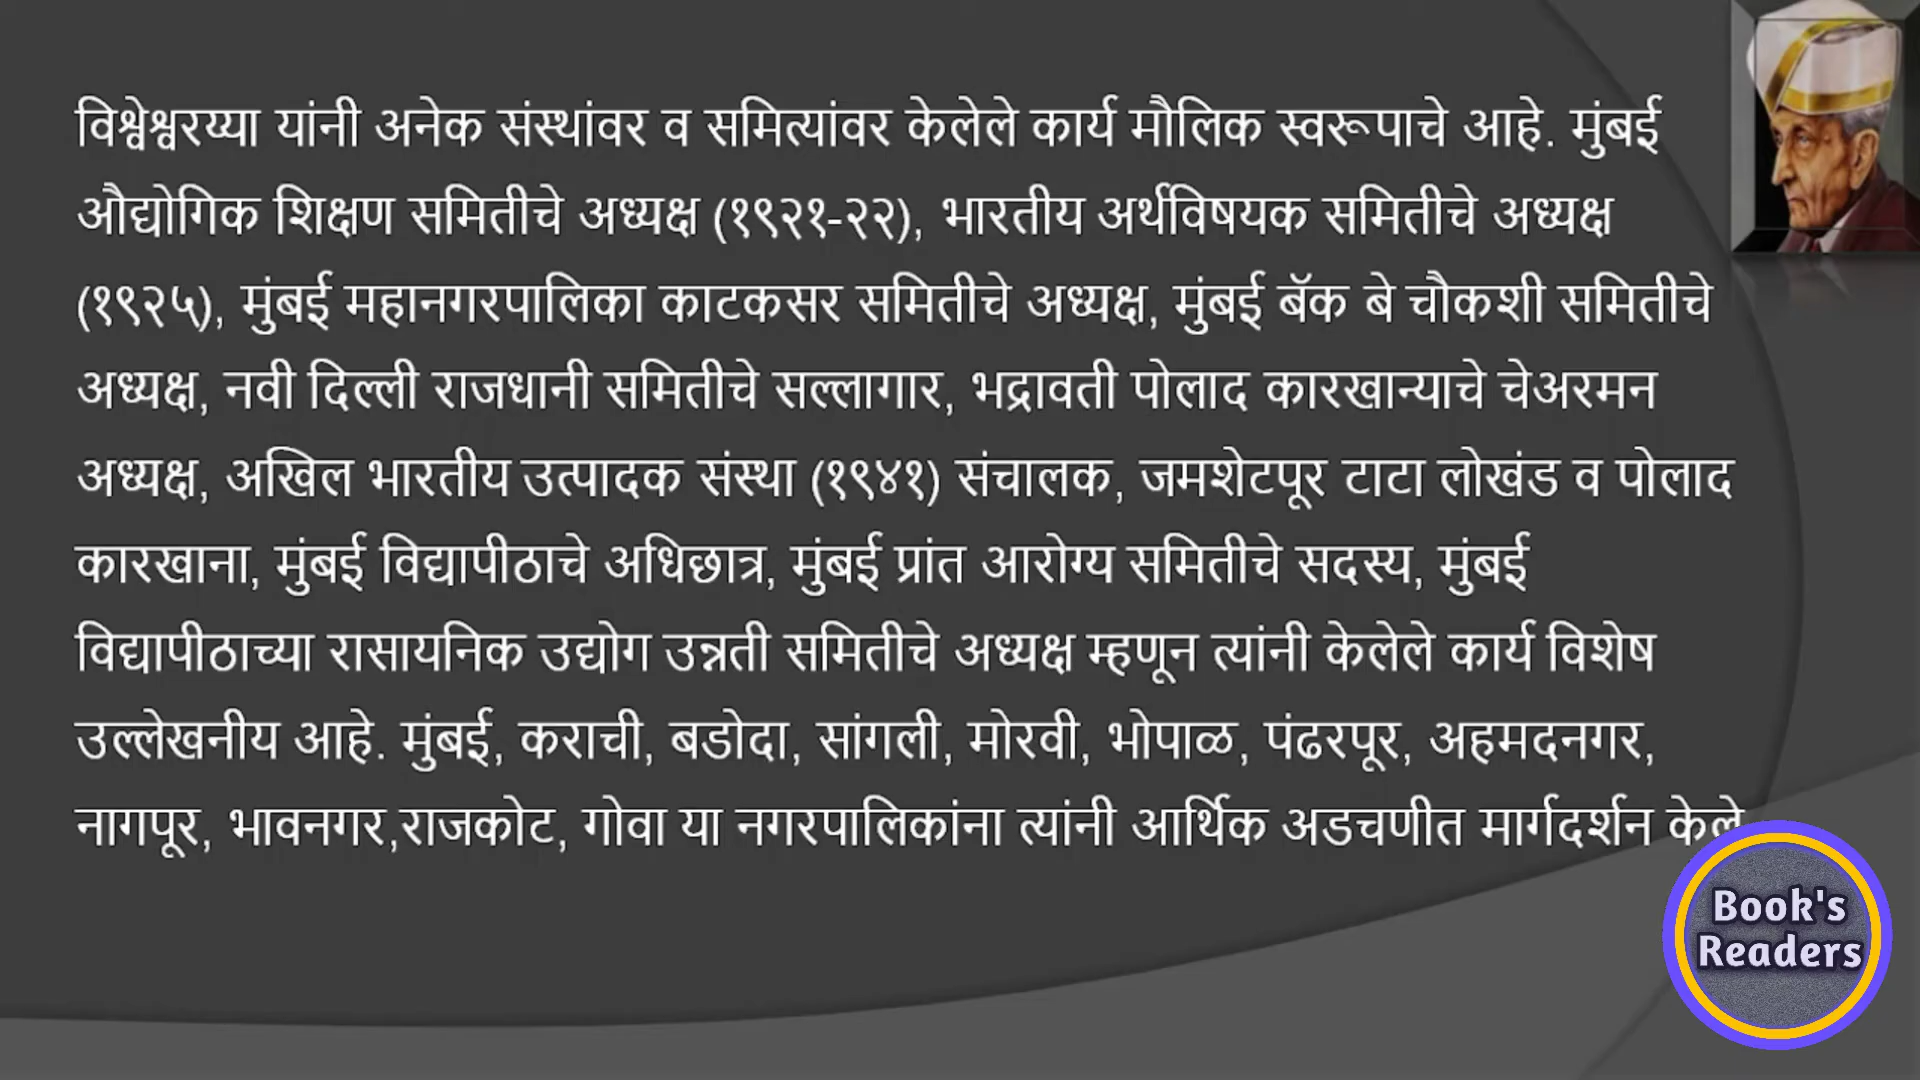 विश्वेश्वरय्या यांनी अनेक संस्थांवर व समित्यांवर केलेले कार्य मौलिक स्वरूपाचे आहे. मुंबई
औद्योगिक शिक्षण समितीचे अध्यक्ष (१९२१-२२), भारतीय अर्थविषयक समितीचे अध्यक्ष
(१९२५), मुंबई महानगरपालिका काटकसर समितीचे अध्यक्ष, मुंबई बॅक बे चौकशी समितीचे
अध्यक्ष, नवी दिल्ली राजधानी समितीचे सल्लागार, भद्रावती पोलाद कारखान्याचे चेअरमन
अध्यक्ष, अखिल भारतीय उत्पादक संस्था (१९४१) संचालक, जमशेटपूर टाटा लोखंड व पोलाद
कारखाना, मुंबई विद्यापीठाचे अधिछात्र, मुंबई प्रांत आरोग्य समितीचे सदस्य, मुंबई
विद्यापीठाच्या रासायनिक उद्योग उन्नती समितीचे अध्यक्ष म्हणून त्यांनी केलेले कार्य विशेष
उल्लेखनीय आहे. मुंबई, कराची, बडोदा, सांगली, मोरवी, भोपाळ, पंढरपूर, अहमदनगर,
नागपूर, भावनगर,राजकोट, गोवा या नगरपालिकांना त्यांनी आर्थिक अडचणीत मार्गदर्शन केले
Book's
Readers